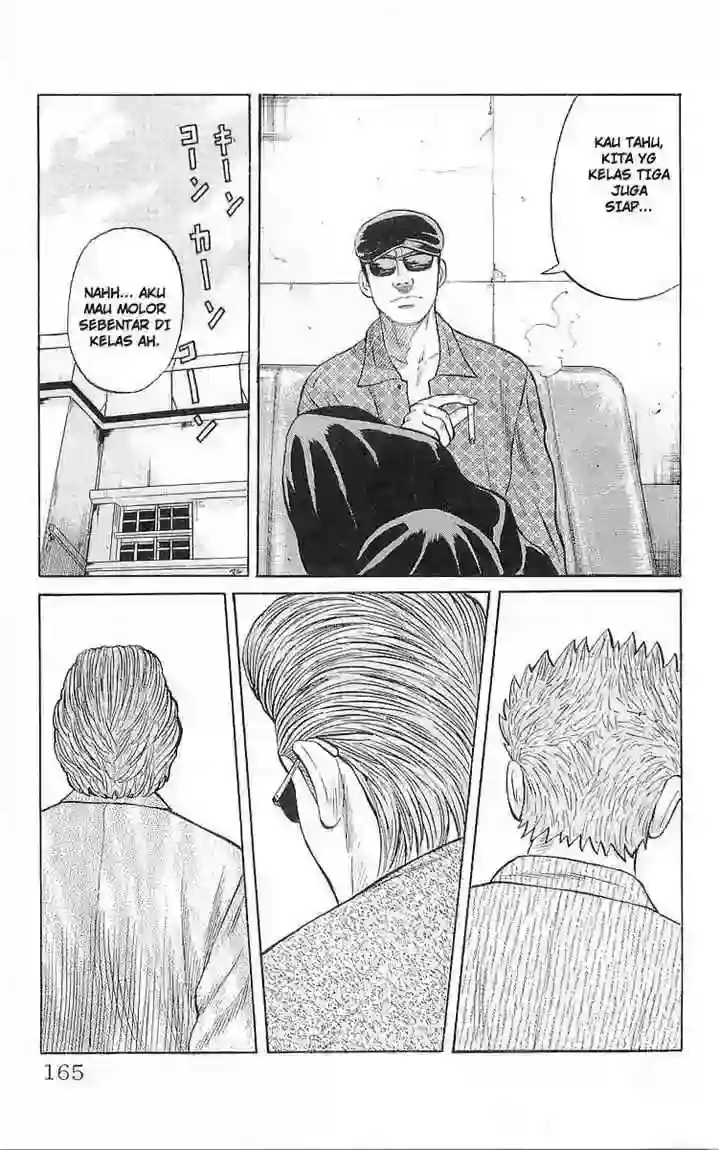 KAU TAHU,
KITA YG
KELAS TIGA
JUGA
SIAP...
キーン
コーン
カーン
コーン
NAHH... AKU
MAU MOLOR
SEBENTAR DI
KELAS AH.
165